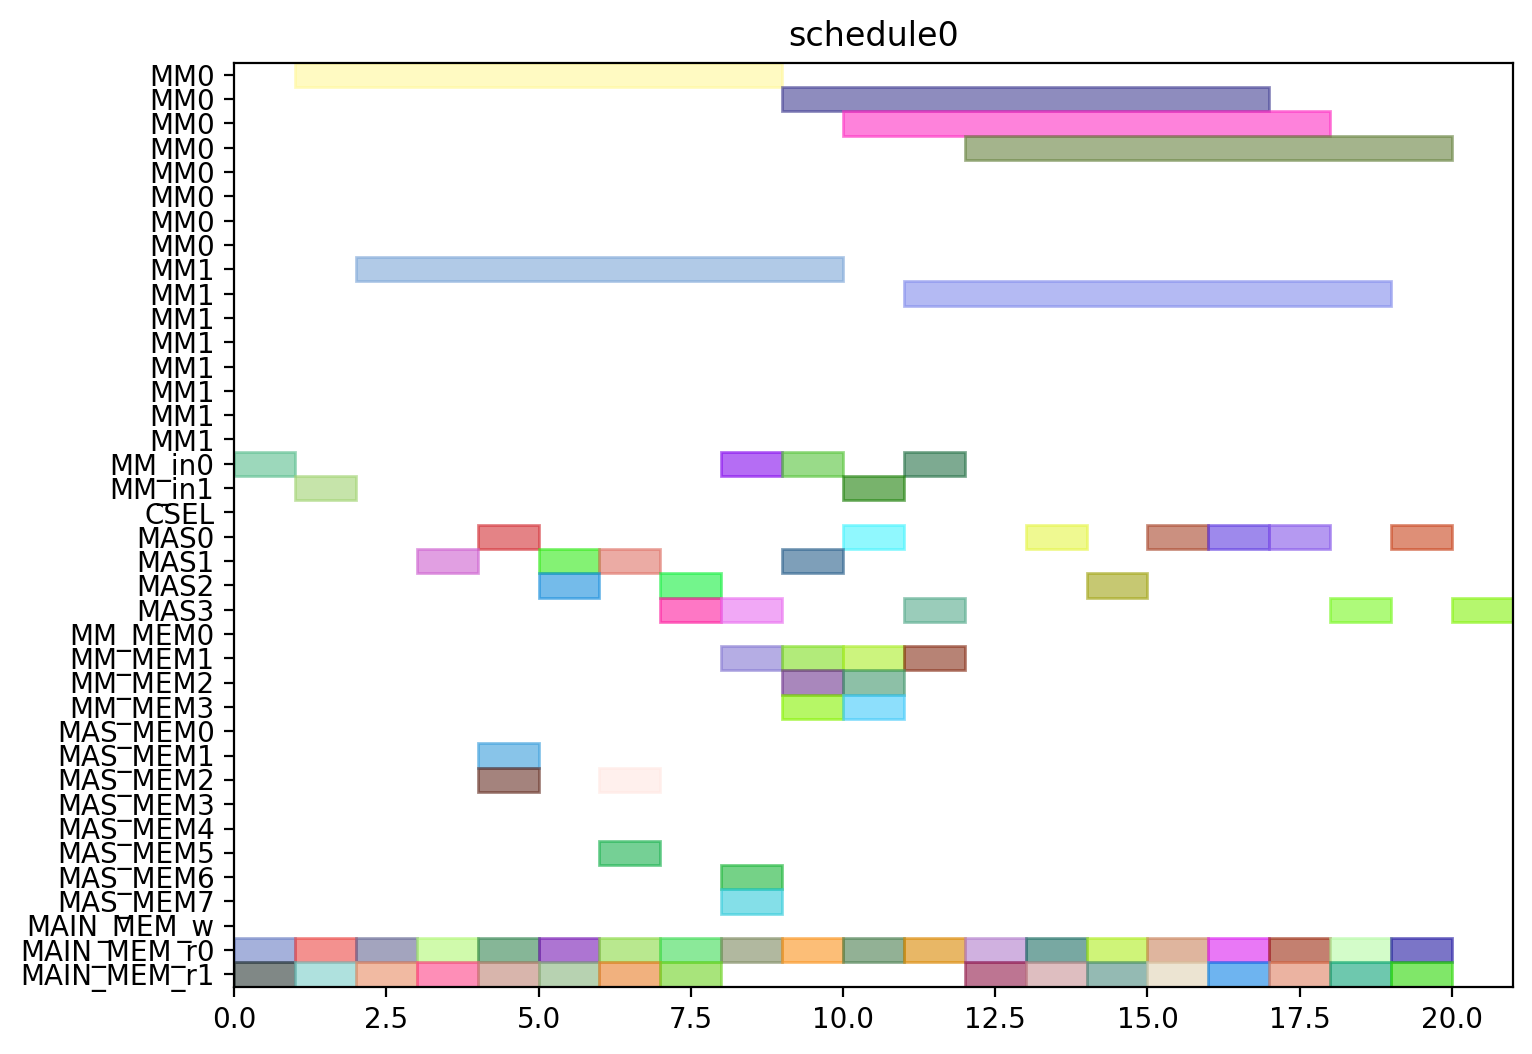 schedule0
MM0
MM0
MM0
MM0
MM0
MM0
MM0
MM0
MM1
MM1
MM1
MM1
MM1
MM1
MM1
MM1
MM_in0
MM_in1
CSEL
MAS0
MAS1
MAS2
MAS3
MM_MEM0
MM_MEM1
MM_MEM2
MM_MEM3
MAS_MEM0
MAS_MEM1
MAS_MEM2
MAS_MEM3
MAS_MEM4
MAS_MEM5
MAS_MEM6
MAS_MEM7
MAIN_MEM_w
MAIN_MEM_r0
MAIN_MEM_r1
0.0 2.5 5.0 7.5 10.0 12.5 15.0 17.5 20.0